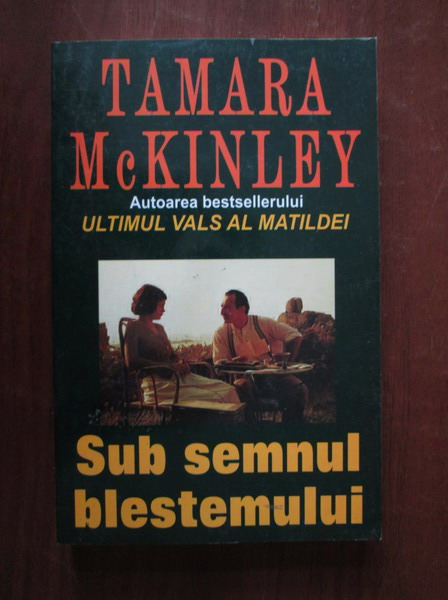 TAMARA
McKINLEY
Autoarea bestsellerului
ULTIMUL VALS AL MATILDEI
Sub semnul
blestemului